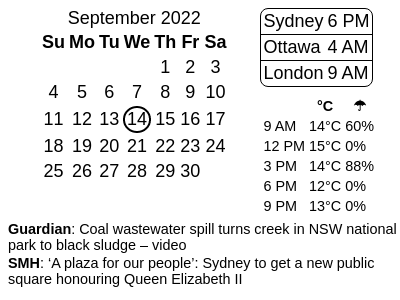 September 2022
Su Mo Tu We Th Fr Sa
1 2 3
4 5 6 7 8 9 10
11 12 13 14 15 16 17
18 19 20 21 22 23 24
25 26 27 28 29 30
Sydney 6 PM
Ottawa 4 AM
London 9 AM
°C ☂
9 AM 14°C 60%
12 PM 15°C 0%
3 PM 14°C 88%
6 PM 12°C 0%
9 PM 13°C 0%
Guardian: Coal wastewater spill turns creek in NSW national
park to black sludge – video
SMH: ‘A plaza for our people’: Sydney to get a new public
square honouring Queen Elizabeth II